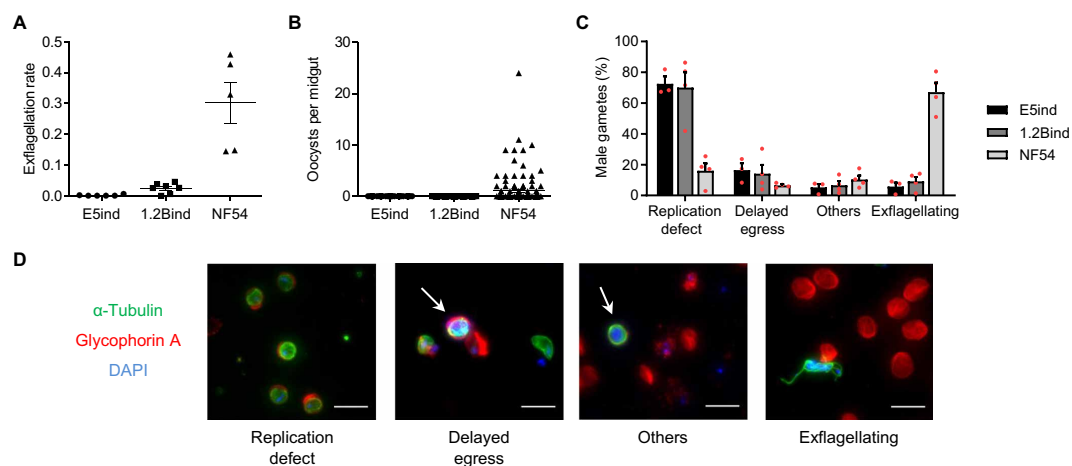 A
Exflagellation rate
0.5
0.4
0.3
0.2
0.1
0.0
E5ind 1.2Bind NF54
B
Oocysts per midgut
30
20
10
0
E5ind 1.2Bind NF54
C
Male gametes (%)
100
80
60
40
20
0
Replication defect
Delayed egress
Others
Exflagellating
E5ind
1.2Bind
NF54
D
α-Tubulin
Glycophorin A
DAPI
Replication defect
Delayed egress
Others
Exflagellating